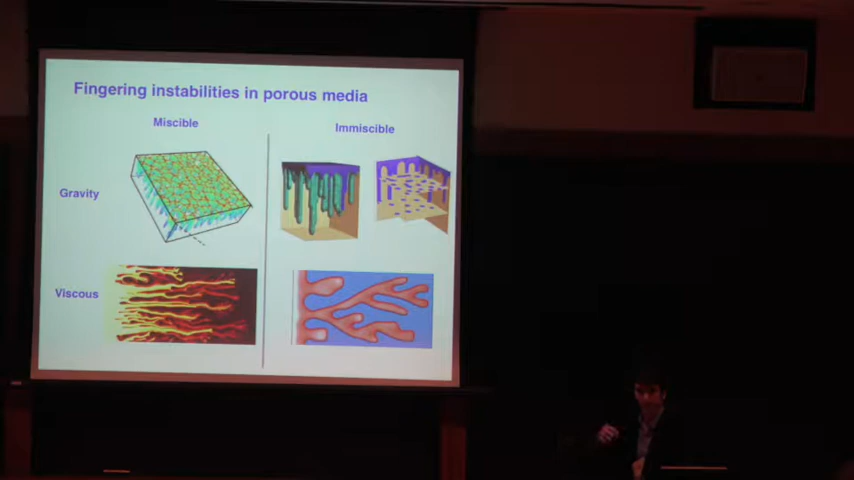 Fingering instabilities in porous media
Miscible
Immiscible
Gravity
Viscous